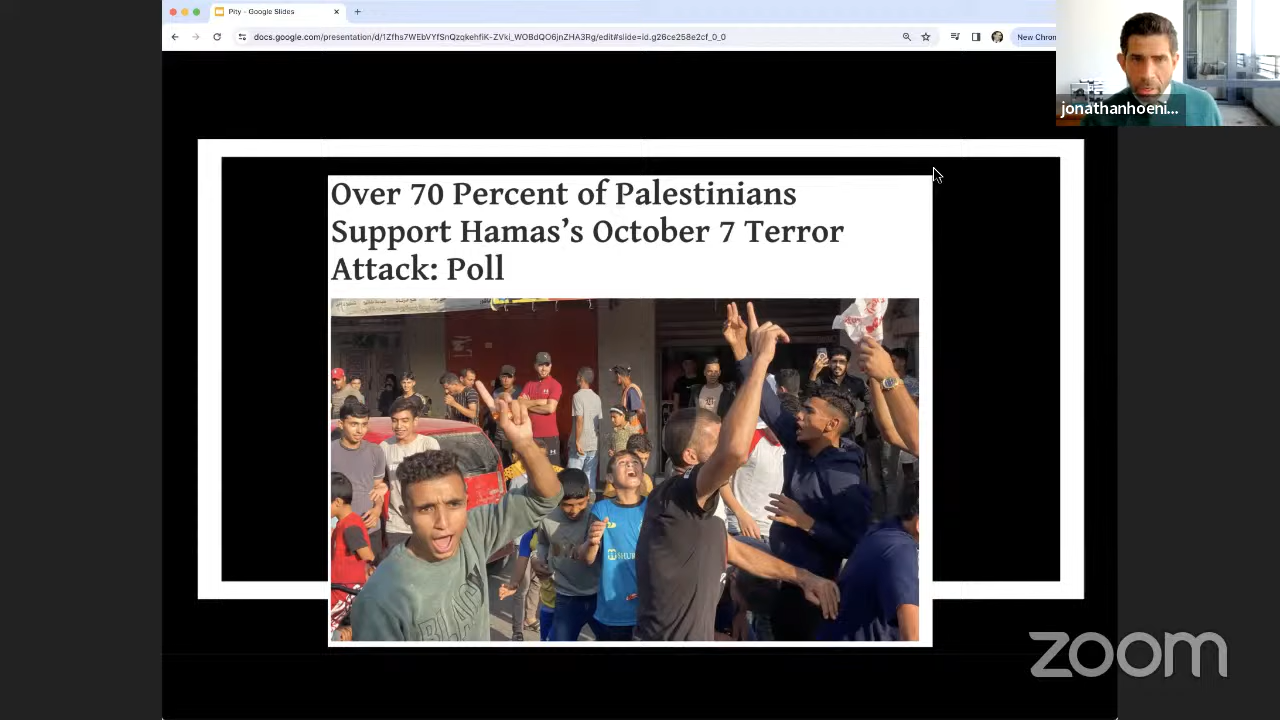 Pity - Google Slides
docs.google.com/presentation/d/1Zfhs7WEbVYfSnQzqkehfiK-ZVki_WOBdQO6jnZHA3Rg/edit#slide=id.g26ce258e2cf_0_0
New Chrom
jonathanhoeni...
Over 70 Percent of Palestinians
Support Hamas’s October 7 Terror
Attack: Poll
zoom